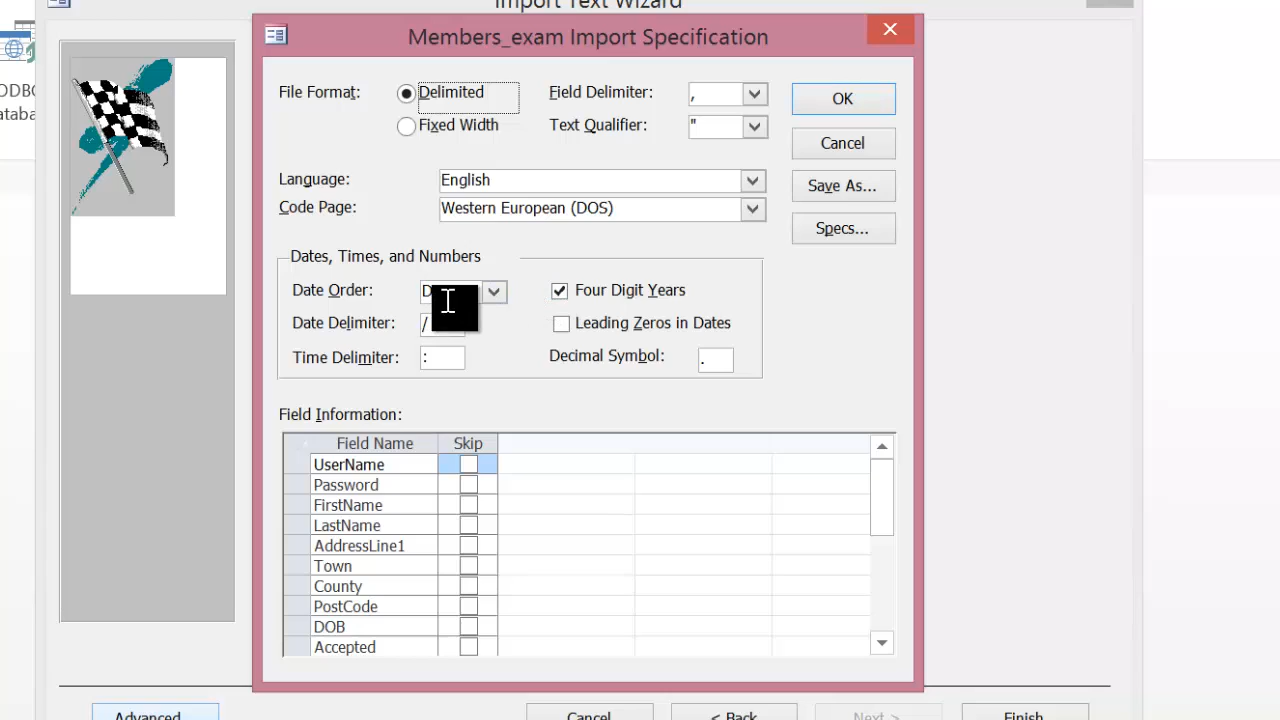 Import Text Wizard
Members_exam Import Specification
ODBC
Databa
File Format:
Delimited
Fixed Width
Field Delimiter: ,
Text Qualifier: "
OK
Cancel
Save As...
Specs...
Language: English
Code Page: Western European (DOS)
Dates, Times, and Numbers
Date Order: D
Four Digit Years
Date Delimiter: /
Leading Zeros in Dates
Time Delimiter: :
Decimal Symbol: .
Field Information:
Field Name Skip
UserName
Password
FirstName
LastName
AddressLine1
Town
County
PostCode
DOB
Accepted
Advanced...
Cancel
< Back
Next >
Finish